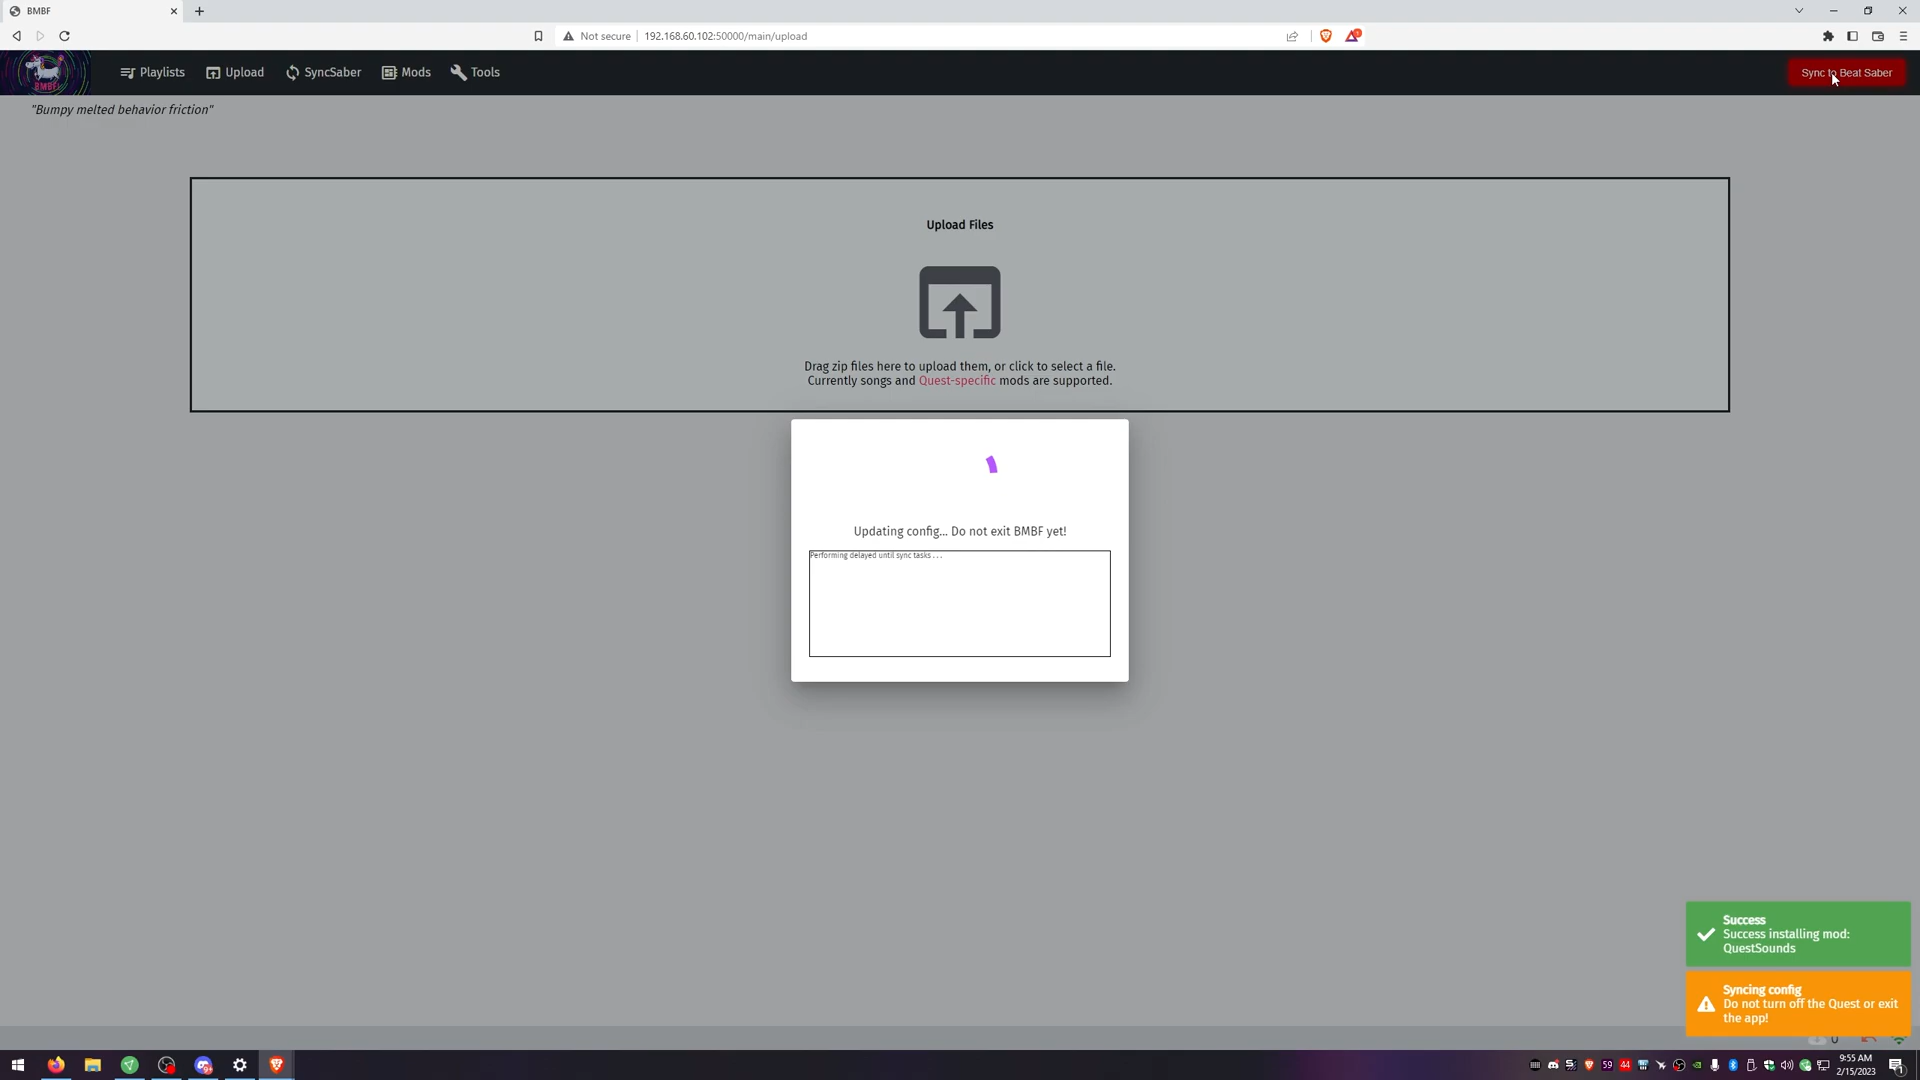 BMBF
Not secure
192.168.60.102:50000/main/upload
BMBF
Playlists
Upload
SyncSaber
Mods
Tools
Sync to Beat Saber
"Bumpy melted behavior friction"
Upload Files
Drag zip files here to upload them, or click to select a file.
Currently songs and Quest-specific mods are supported.
Updating config... Do not exit BMBF yet!
Performing delayed until sync tasks . . .
Success
Success installing mod:
QuestSounds
Syncing config
Do not turn off the Quest or exit
the app!
0
59
44
9:55 AM
2/15/2023